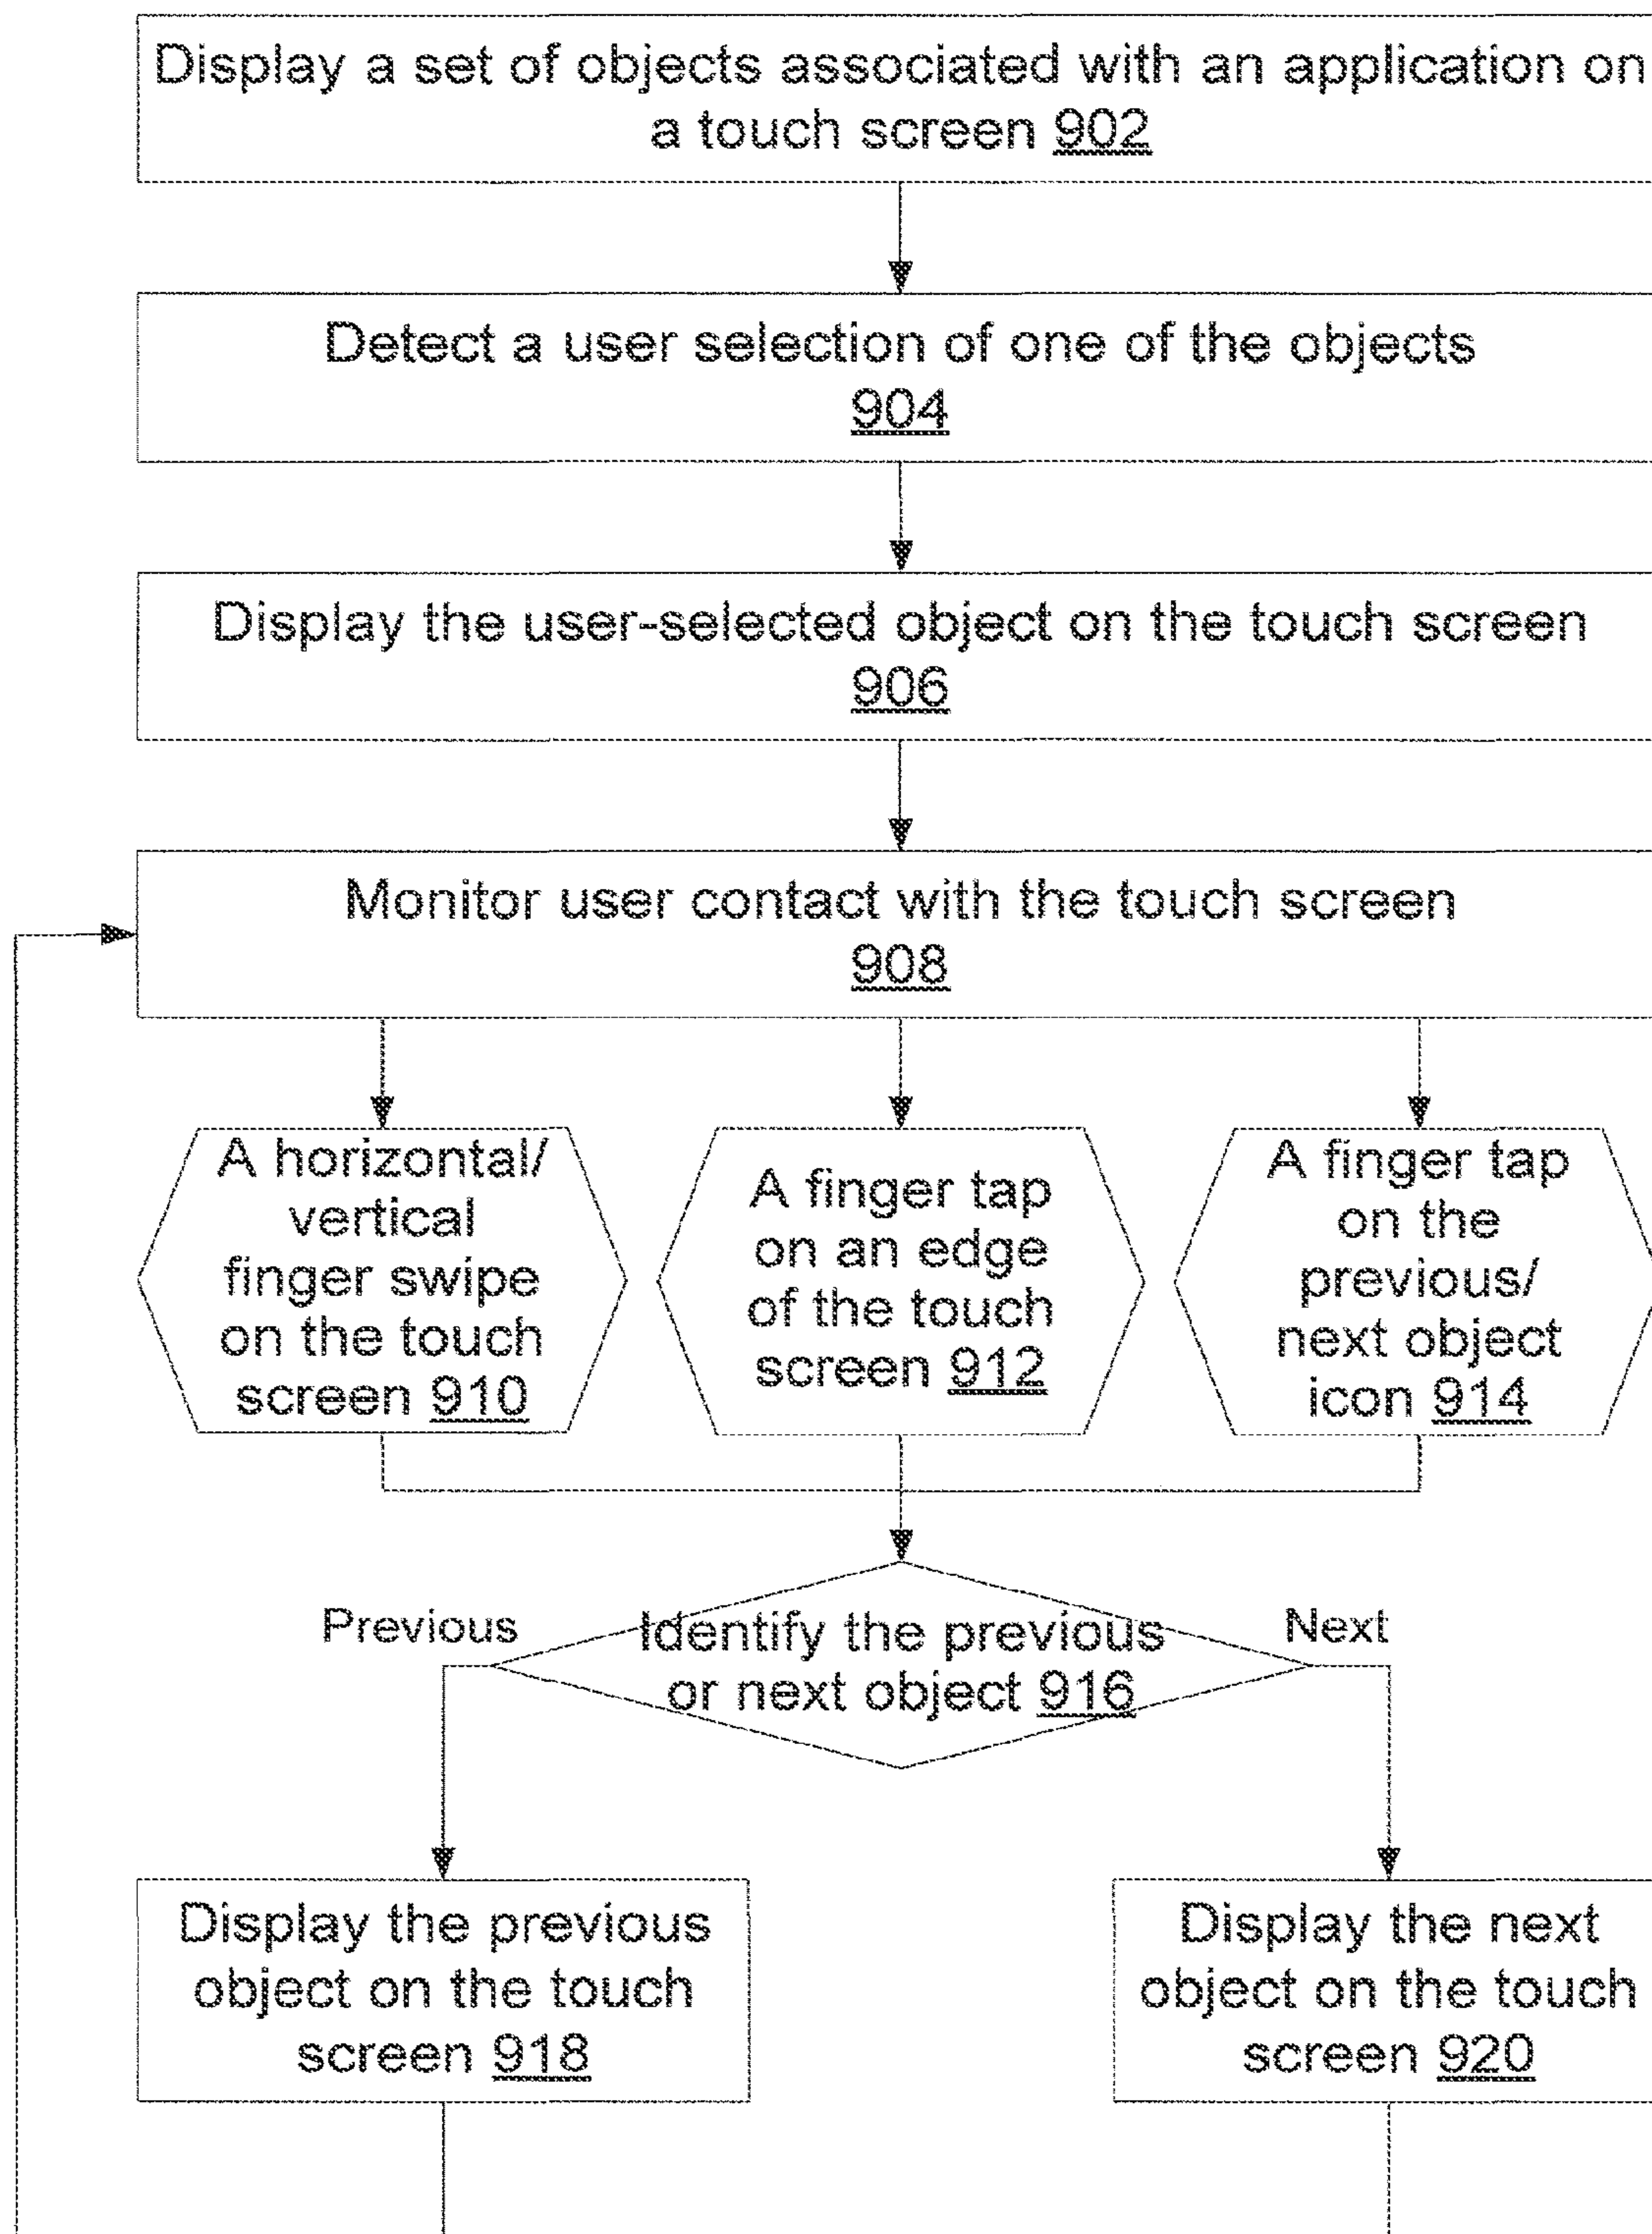 Display a set of objects associated with an application on
a touch screen 902
Detect a user selection of one of the objects
904
Display the user-selected object on the touch screen
906
Monitor user contact with the touch screen
908
A horizontal/
vertical
finger swipe
on the touch
screen 910
A finger tap
on an edge
of the touch
screen 912
A finger tap
on the
previous/
next object
icon 914
Previous
Identify the previous
or next object 916
Next
Display the previous
object on the touch
screen 918
Display the next
object on the touch
screen 920